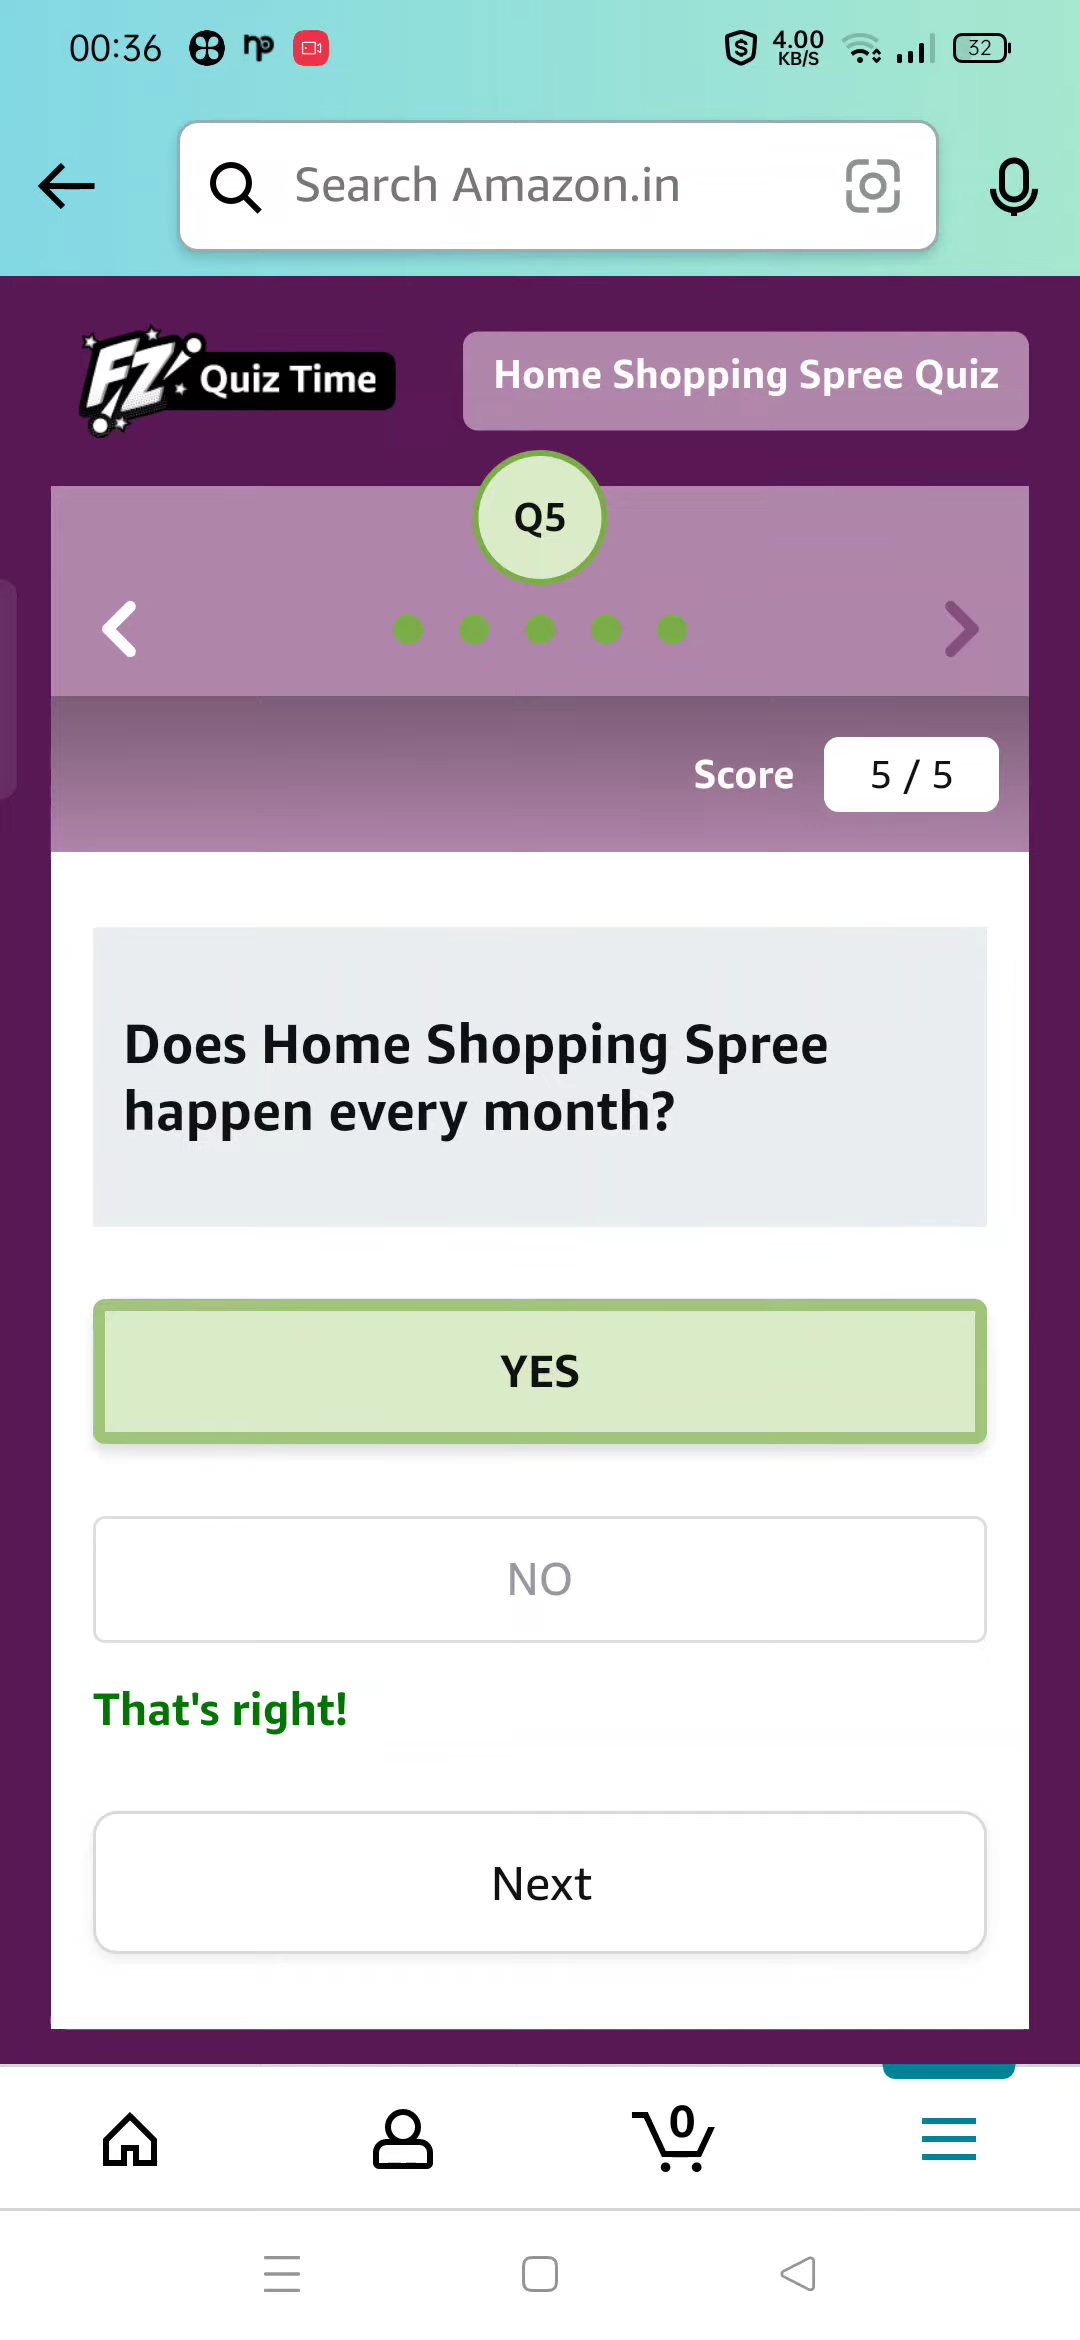 00:36
4.00
KB/S
32
Search Amazon.in
FZ Quiz Time
Home Shopping Spree Quiz
Q5
Score 5 / 5
Does Home Shopping Spree
happen every month?
YES
NO
That's right!
Next
0